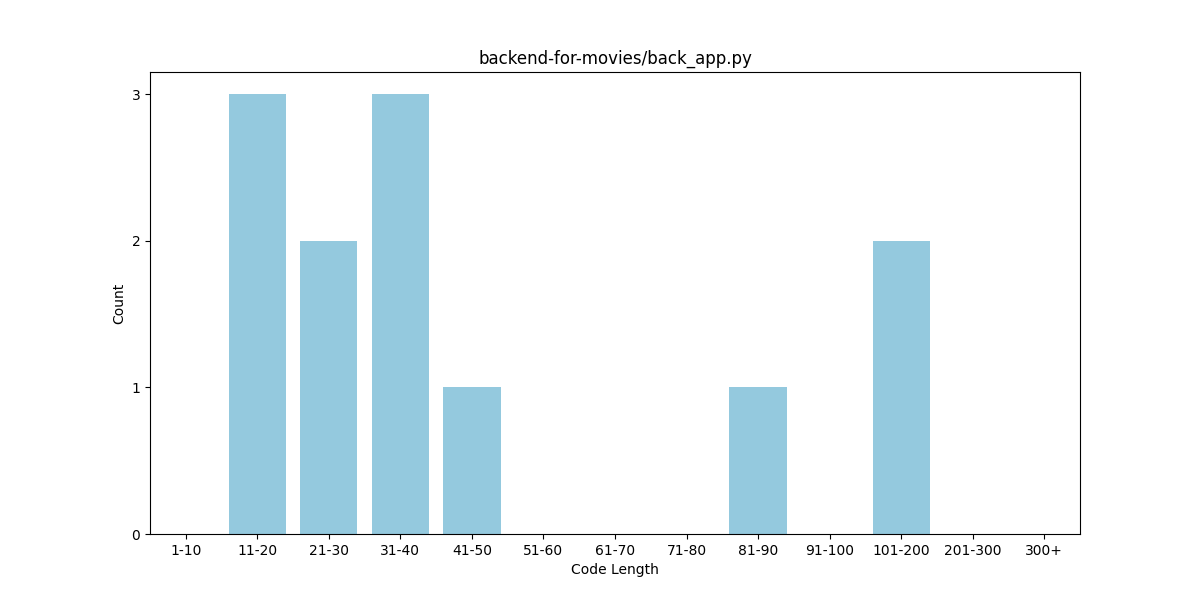 backend-for-movies/back_app.py
3
2
1
0
Count
1-10 11-20 21-30 31-40 41-50 51-60 61-70 71-80 81-90 91-100 101-200 201-300 300+
Code Length